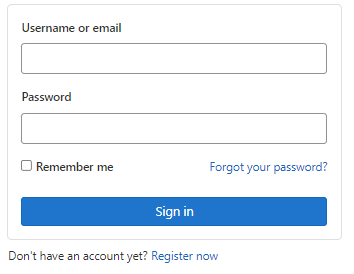 Username or email
Password
Remember me Forgot your password?
Sign in
Don't have an account yet? Register now